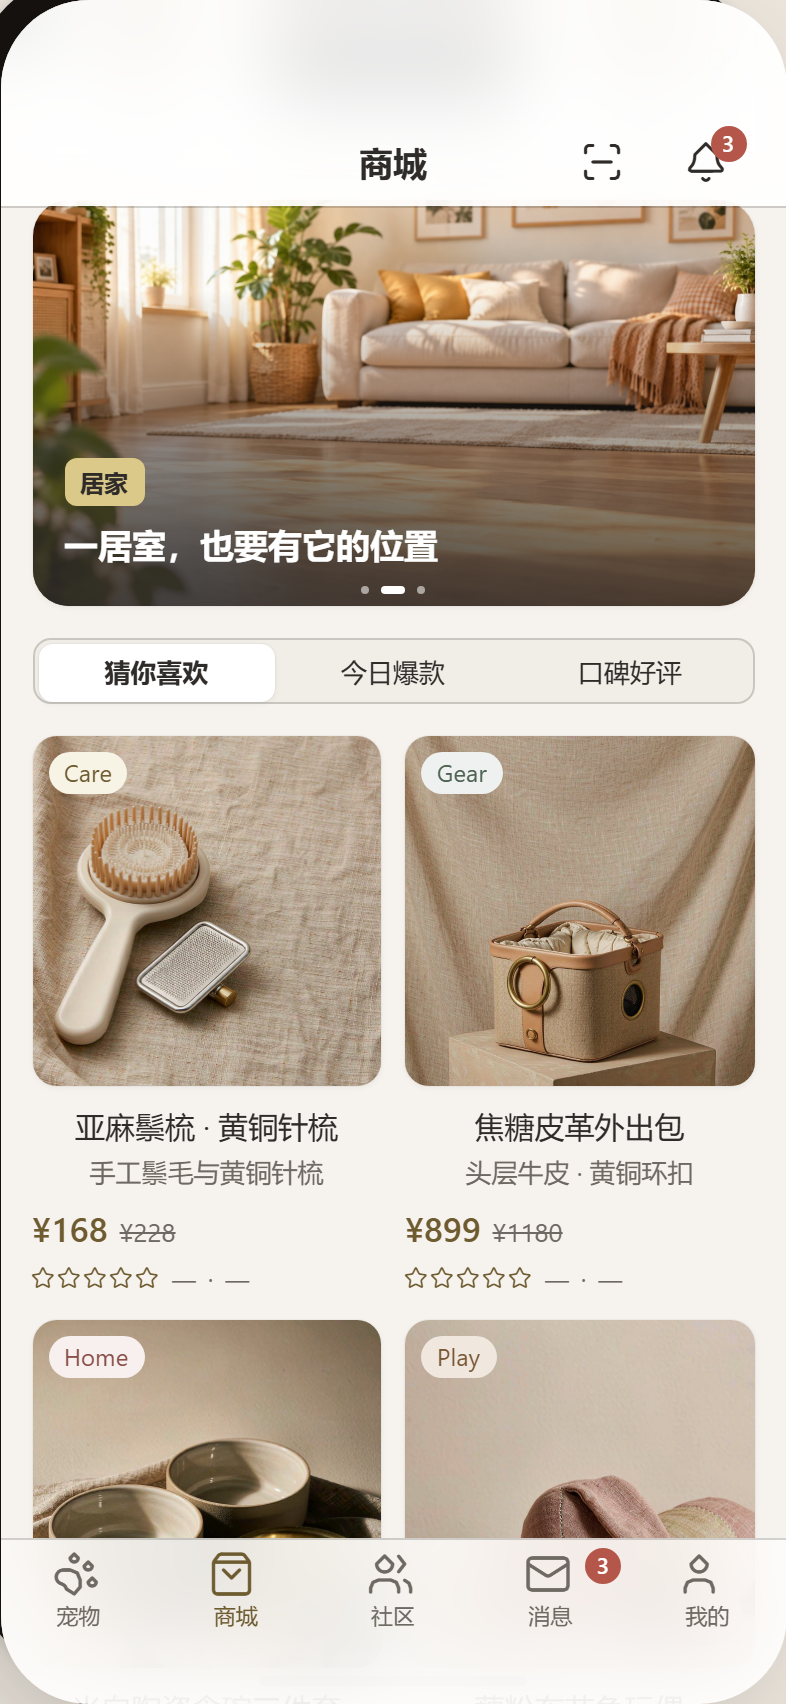 商城
3
居家
一居室，也要有它的位置
猜你喜欢 今日爆款 口碑好评
Care
Gear
亚麻鬃梳 · 黄铜针梳
手工鬃毛与黄铜针梳
¥168 ¥228
— · —
焦糖皮革外出包
头层牛皮 · 黄铜环扣
¥899 ¥1180
— · —
Home
Play
宠物
商城
社区
消息
3
我的